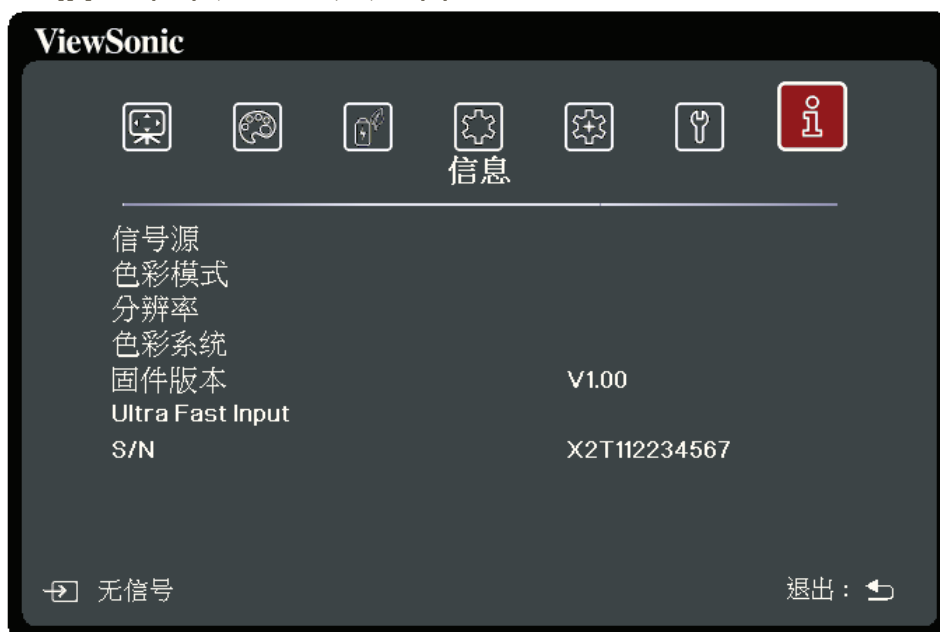 ViewSonic
信息
信号源
色彩模式
分辨率
色彩系统
固件版本 V1.00
Ultra Fast Input
S/N X2T112234567
无信号 退出：